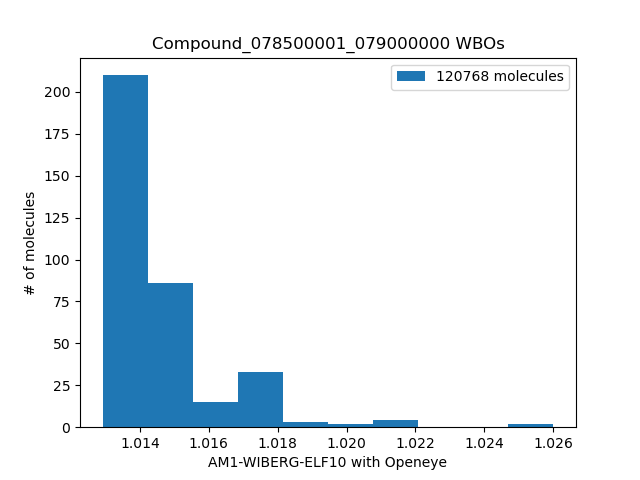 Compound_078500001_079000000 WBOs
120768 molecules
# of molecules
200
175
150
125
100
75
50
25
0
1.014 1.016 1.018 1.020 1.022 1.024 1.026
AM1-WIBERG-ELF10 with Openeye